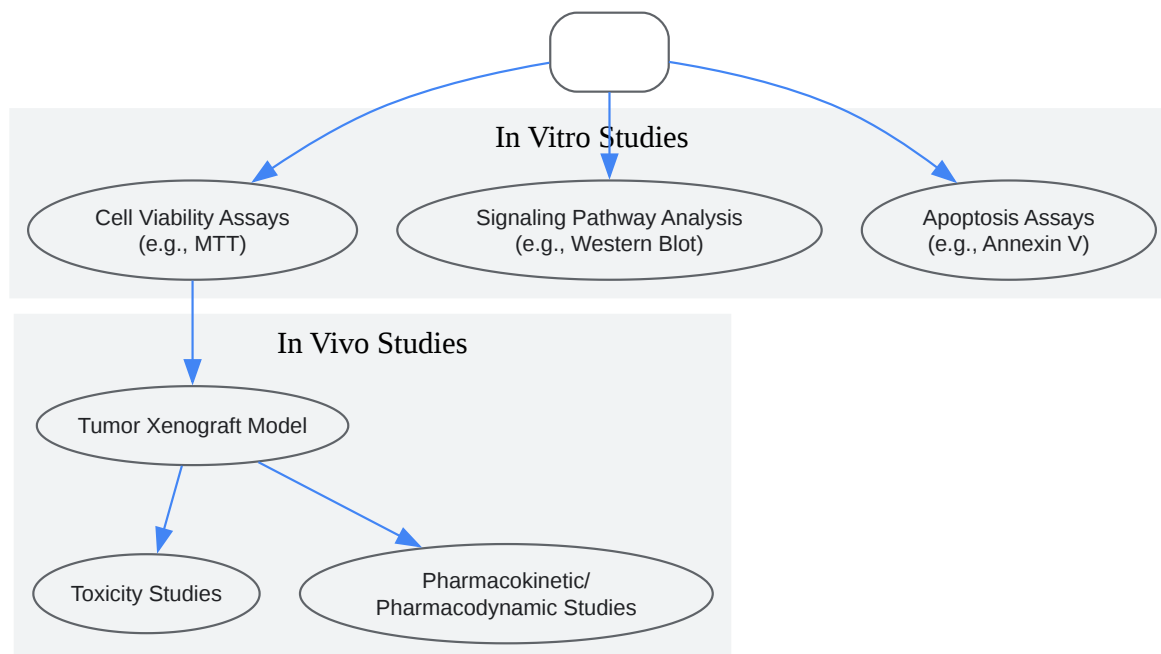 In Vitro Studies
Cell Viability Assays
(e.g., MTT)
Signaling Pathway Analysis
(e.g., Western Blot)
Apoptosis Assays
(e.g., Annexin V)
In Vivo Studies
Tumor Xenograft Model
Toxicity Studies
Pharmacokinetic/
Pharmacodynamic Studies